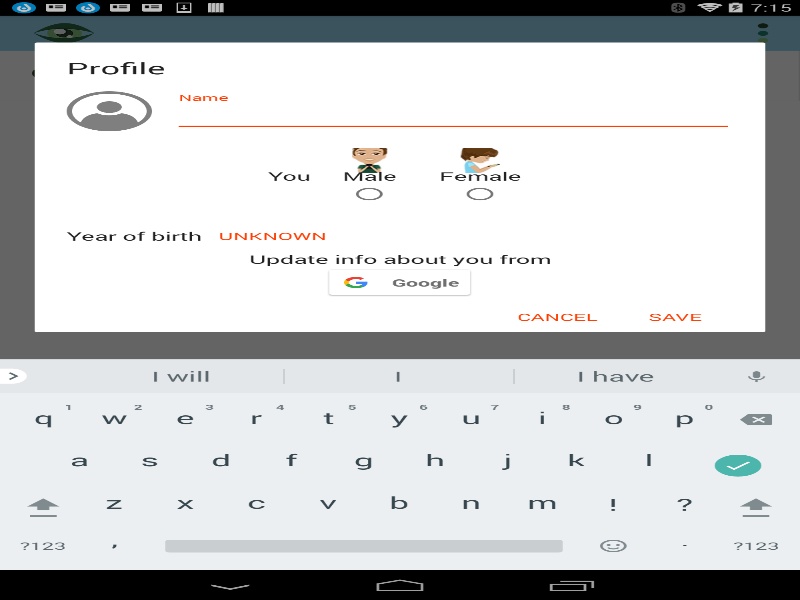 7:15
Profile
Name
You Male Female
Year of birth UNKNOWN
Update info about you from
Google
CANCEL SAVE
I will I I have
q 1 w 2 e 3 r 4 t 5 y 6 u 7 i 8 o 9 p 0
a s d f g h j k l
z x c v b n m ! ?
?123 , . ?123